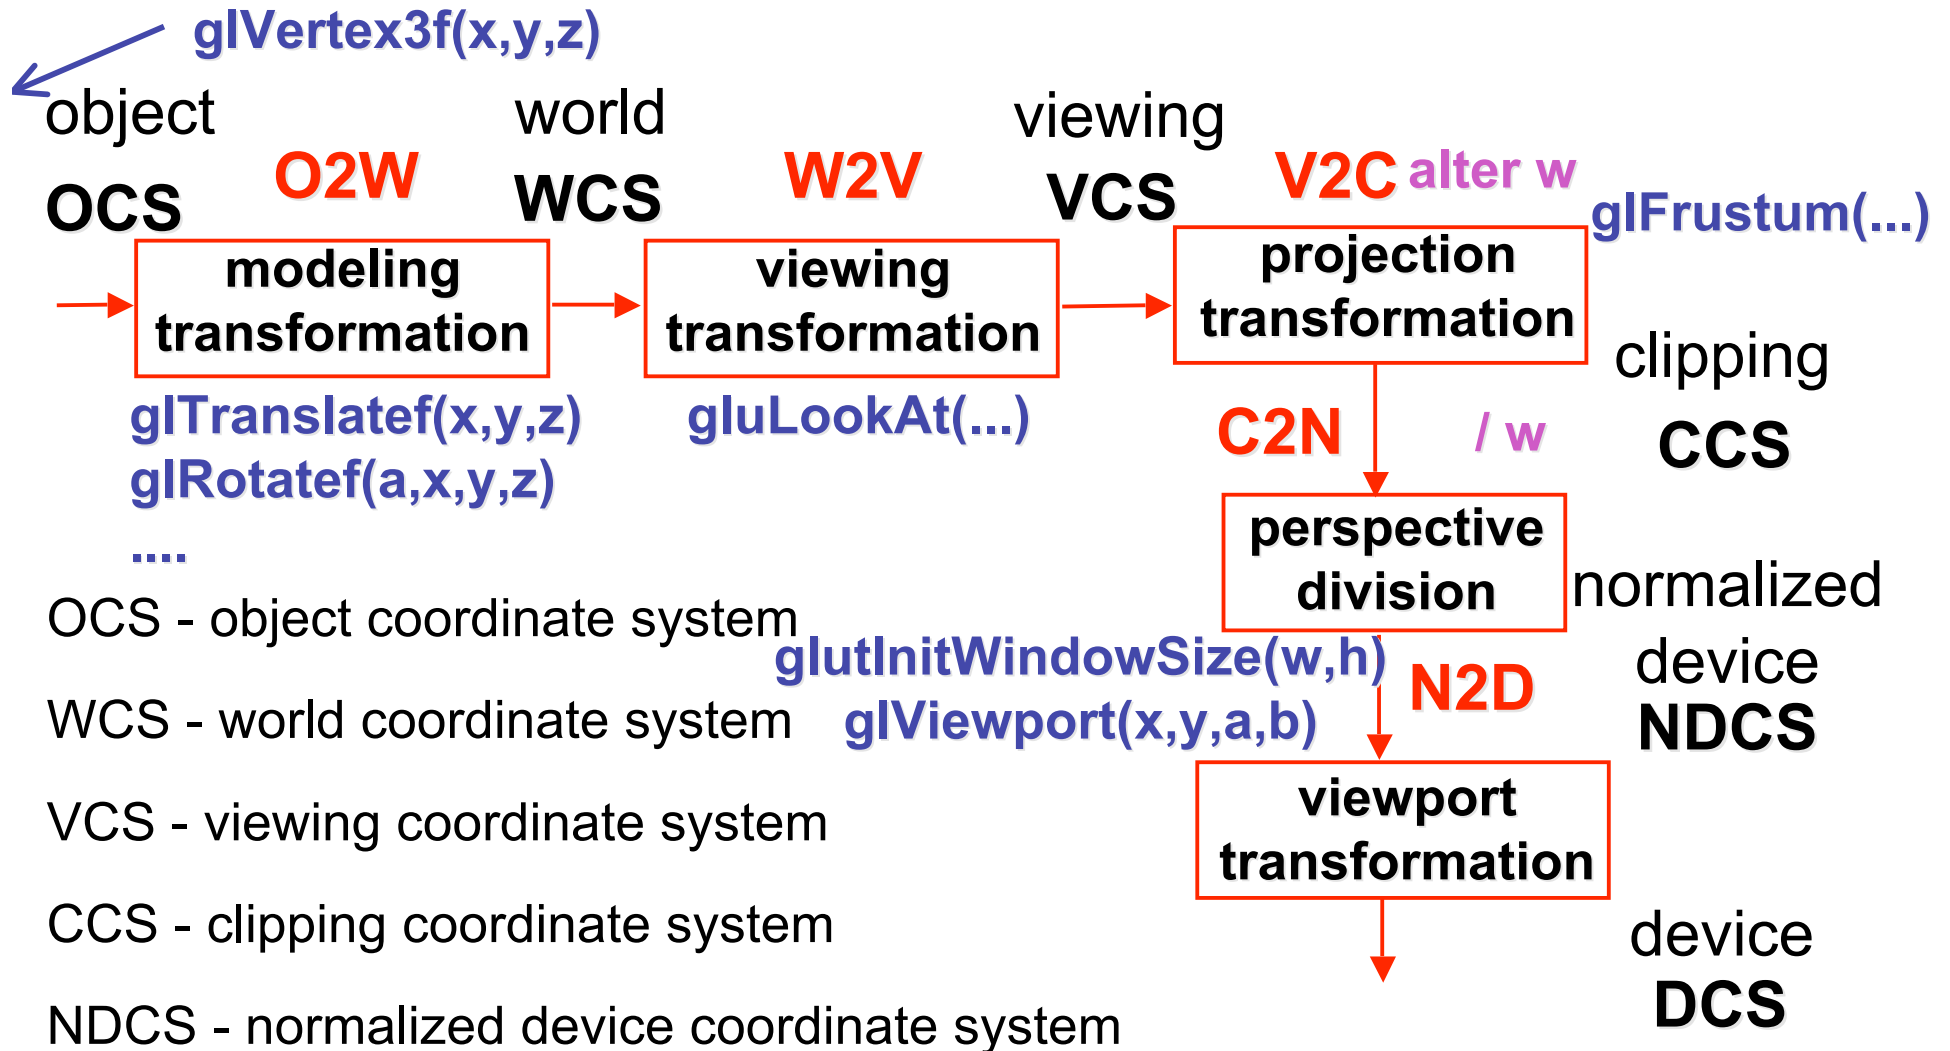 glVertex3f(x,y,z)
object
world
viewing
OCS
O2W
WCS
W2V
VCS
V2C
alter w
glFrustum(...)
modeling
transformation
viewing
transformation
projection
transformation
glTranslatef(x,y,z)
glRotatef(a,x,y,z)
....
gluLookAt(...)
C2N
/ w
clipping
CCS
perspective
division
normalized
device
NDCS
glutInitWindowSize(w,h)
glViewport(x,y,a,b)
N2D
viewport
transformation
device
DCS
OCS - object coordinate system
WCS - world coordinate system
VCS - viewing coordinate system
CCS - clipping coordinate system
NDCS - normalized device coordinate system